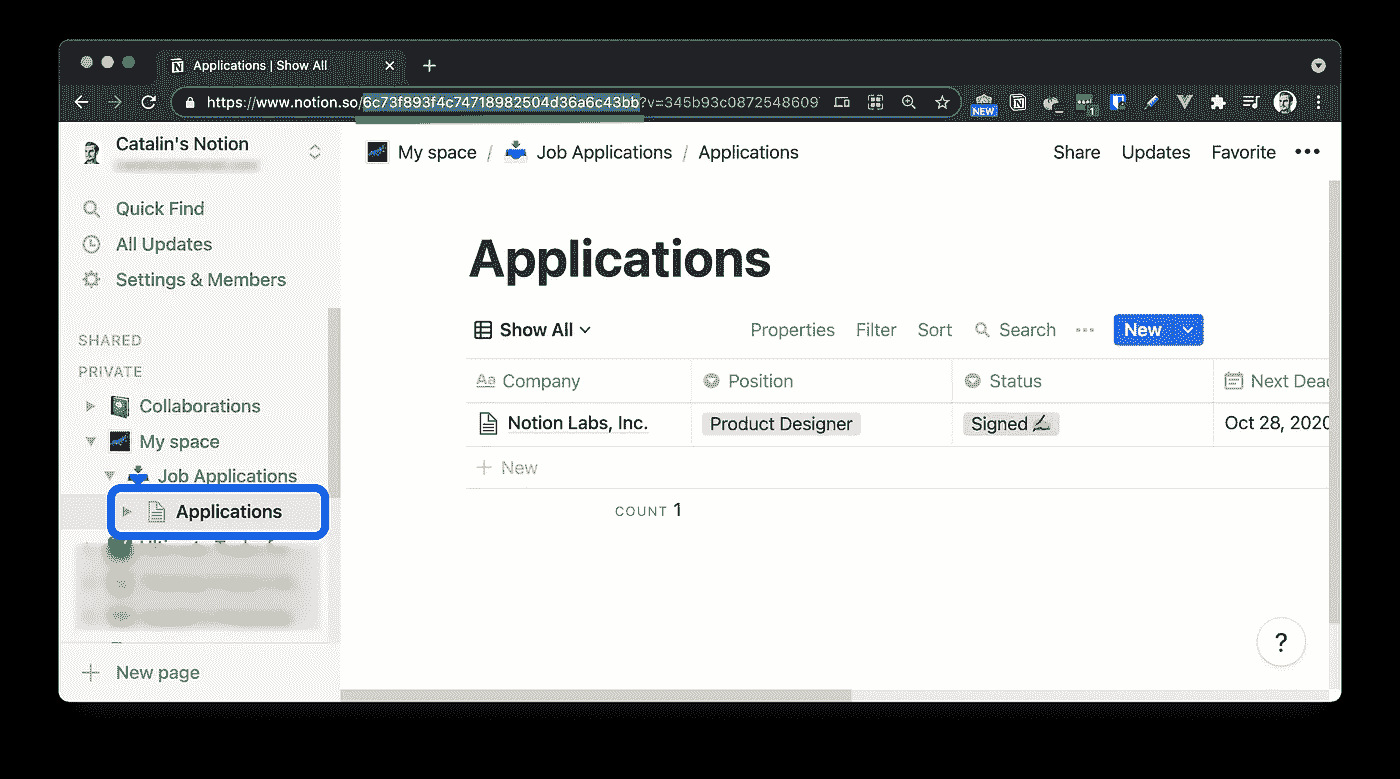 Applications | Show All
https://www.notion.so/6c73f893f4c74718982504d36a6c43bb?v=345b93c0872548609
NEW
1
Catalin's Notion
My space / Job Applications / Applications
Share Updates Favorite
Quick Find
All Updates
Settings & Members
SHARED
PRIVATE
Collaborations
My space
Job Applications
Applications
New page
Applications
Show All
Properties Filter Sort Search New
Aa Company Position Status Next Dead
Notion Labs, Inc. Product Designer Signed ✍ Oct 28, 2020
New
COUNT 1
?